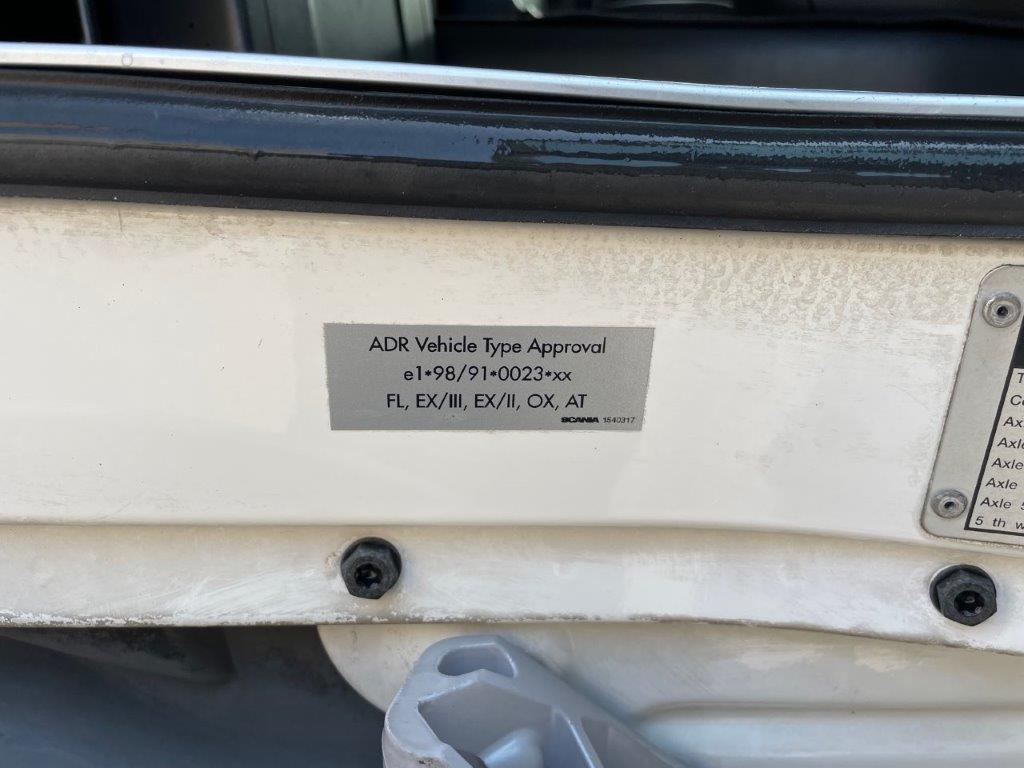 ADR Vehicle Type Approval
e1*98/91*0023*xx
FL, EX/III, EX/II, OX, AT
SCANIA 1540317
Axle
Axle
Axle
Axle
5 th